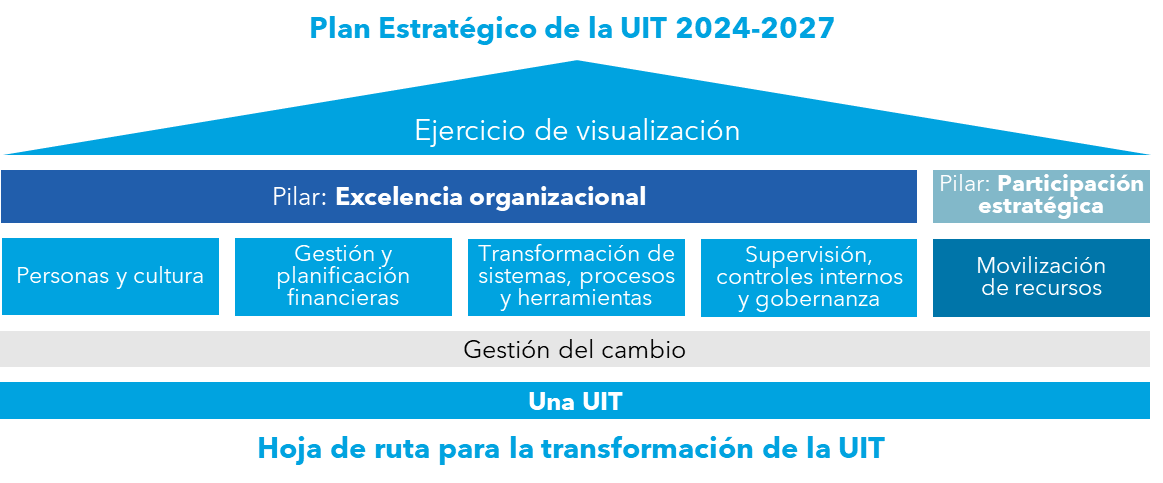 Plan Estratégico de la UIT 2024-2027
Ejercicio de visualización
Pilar: Excelencia organizacional
Pilar: Participación
estratégica
Personas y cultura
Gestión y
planificación
financieras
Transformación de
sistemas, procesos
y herramientas
Supervisión,
controles internos
y gobernanza
Movilización
de recursos
Gestión del cambio
Una UIT
Hoja de ruta para la transformación de la UIT